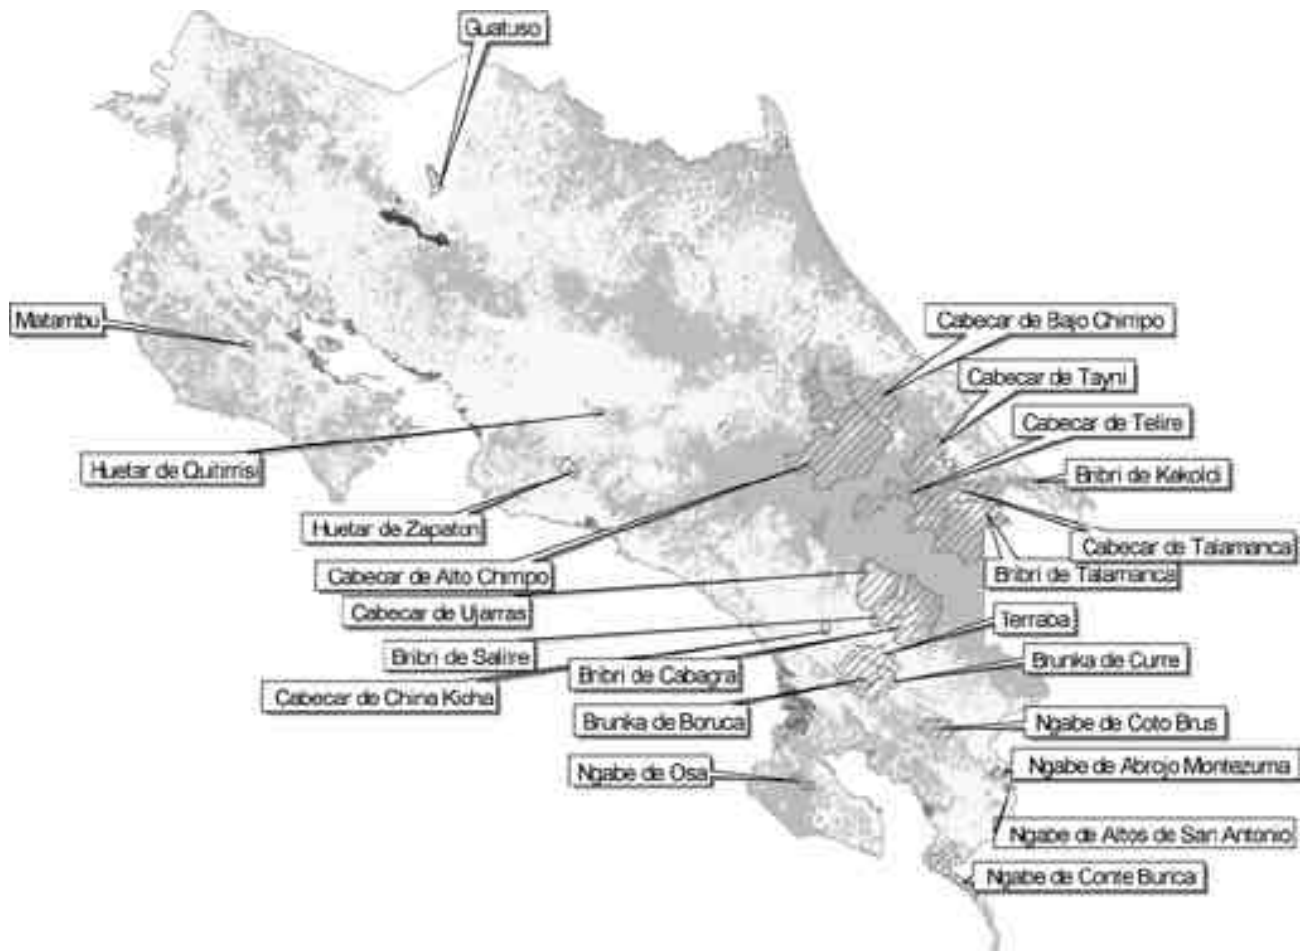 Guatuso
Matambu
Cabecar de Bajo Chirripo
Cabecar de Tayni
Cabecar de Telire
Huetar de Quitirrisi
Bribri de Kekoldi
Huetar de Zapaton
Cabecar de Talamanca
Cabecar de Alto Chirripo
Bribri de Talamanca
Cabecar de Ujarras
Terraba
Bribri de Salitre
Bribri de Cabagra
Brunka de Curre
Cabecar de China Kicha
Brunka de Boruca
Ngabe de Coto Brus
Ngabe de Osa
Ngabe de Abrojo Montezuma
Ngabe de Altos de San Antonio
Ngabe de Conte Burica